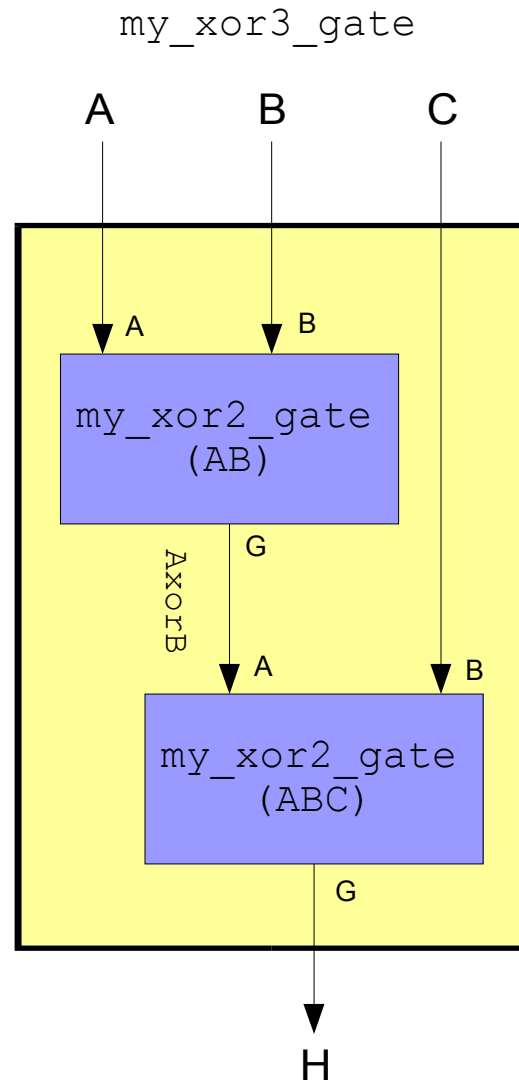 my_xor3_gate
A B C
A B
my_xor2_gate
(AB)
G
AxorB
A B
my_xor2_gate
(ABC)
G
H